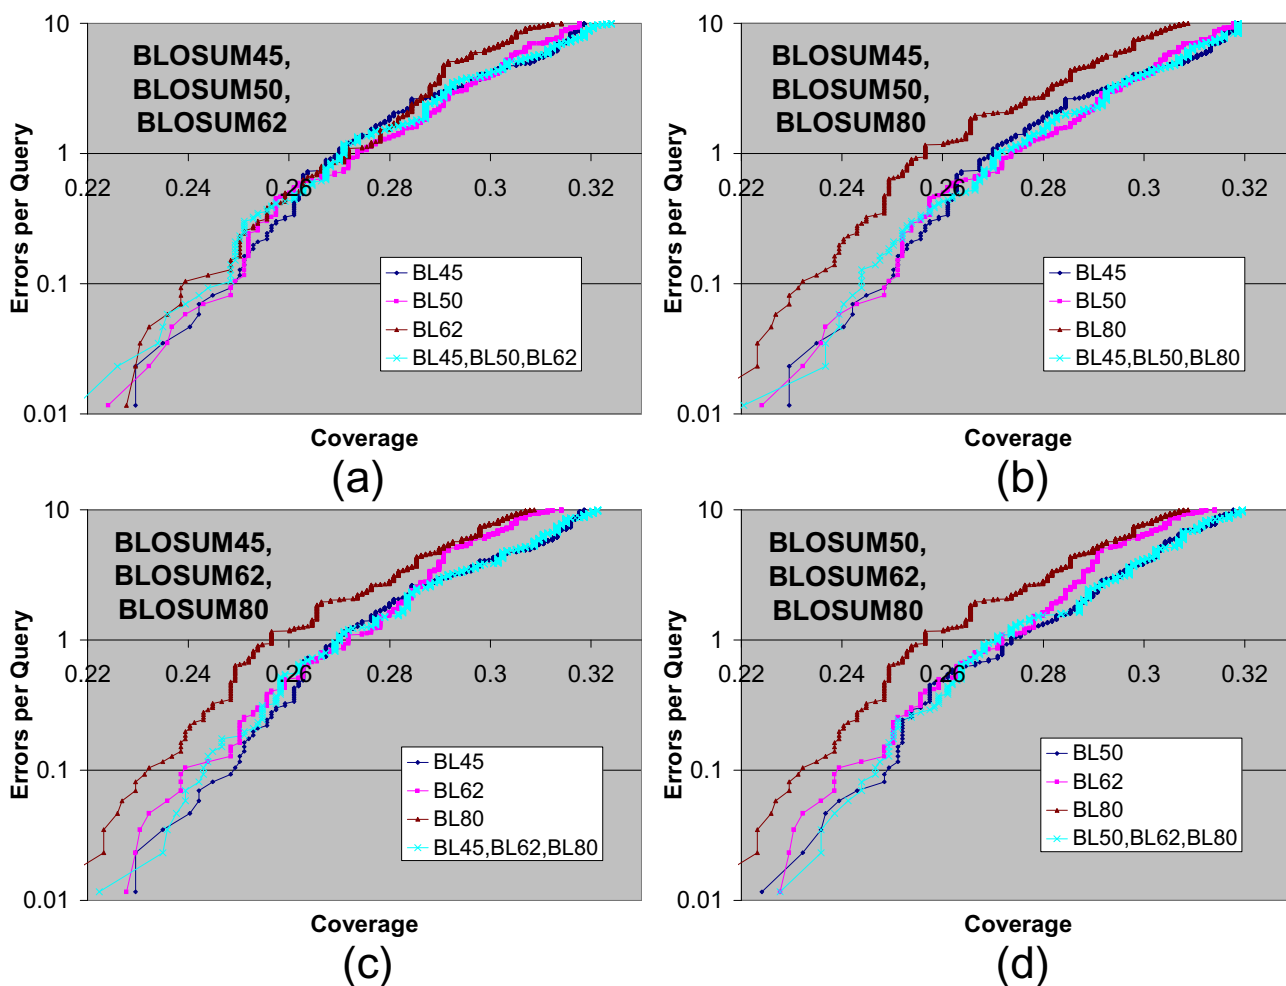 BLOSUM45,
BLOSUM50,
BLOSUM62
Errors per Query
10
1
0.1
0.01
0.22
0.24
0.26
0.28
0.3
0.32
BL45
BL50
BL62
BL45,BL50,BL62
Coverage
(a)
BLOSUM45,
BLOSUM50,
BLOSUM80
Errors per Query
10
1
0.1
0.01
0.22
0.24
0.26
0.28
0.3
0.32
BL45
BL50
BL80
BL45,BL50,BL80
Coverage
(b)
BLOSUM45,
BLOSUM62,
BLOSUM80
Errors per Query
10
1
0.1
0.01
0.22
0.24
0.26
0.28
0.3
0.32
BL45
BL62
BL80
BL45,BL62,BL80
Coverage
(c)
BLOSUM50,
BLOSUM62,
BLOSUM80
Errors per Query
10
1
0.1
0.01
0.22
0.24
0.26
0.28
0.3
0.32
BL50
BL62
BL80
BL50,BL62,BL80
Coverage
(d)